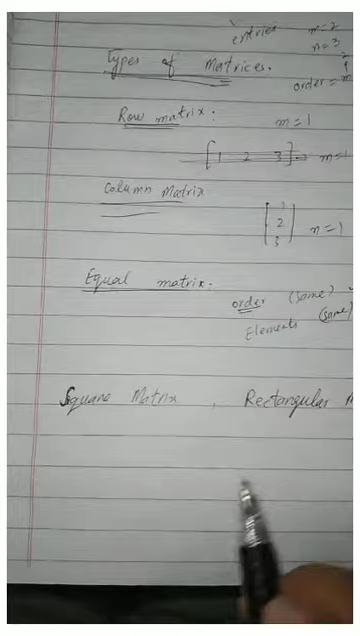 entries m=2
n=3
Types of Matrices.
order = m
Row matrix: m=1
[1 2 3] m=1
Column Matrix
2
3
n=1
Equal matrix.
order (same)
Elements (same)
Square Matrix , Rectangular